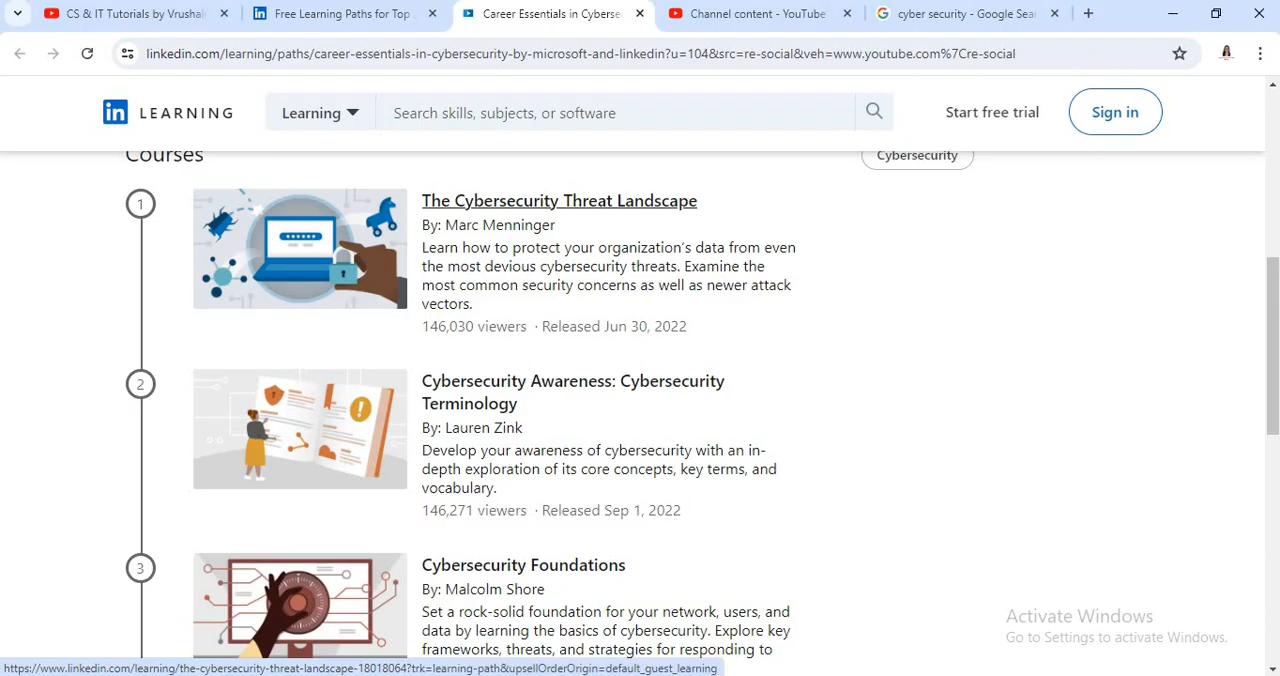 CS & IT Tutorials by Vrushal
Free Learning Paths for Top
Essentials in Cybe
Channel content - YouTube
cyber security - Google Sea
linkedin.com/learning/paths/career-essentials-in-cybersecurity-by-microsoft-and-linkedin?u=104&src=re-social&veh=www.youtube.com%7Cre-social
in LEARNING
Learning
Search skills, subjects, or software
Start free trial
Sign in
Courses
Cybersecurity
1
The Cybersecurity Threat Landscape
By: Marc Menninger
Learn how to protect your organization's data from even
the most devious cybersecurity threats. Examine the
most common security concerns as well as newer attack
vectors.
146,030 viewers · Released Jun 30, 2022
2
Cybersecurity Awareness: Cybersecurity
Terminology
By: Lauren Zink
Develop your awareness of cybersecurity with an in-
depth exploration of its core concepts, key terms, and
vocabulary.
146,271 viewers · Released Sep 1, 2022
3
Cybersecurity Foundations
By: Malcolm Shore
Set a rock-solid foundation for your network, users, and
data by learning the basics of cybersecurity. Explore key
frameworks, threats, and strategies for responding to
Activate Windows
Go to Settings to activate Windows.
https://www.linkedin.com/learning/the-cybersecurity-threat-landscape-18018064?trk=learning-path&upsellOrderOrigin=default_guest_learning